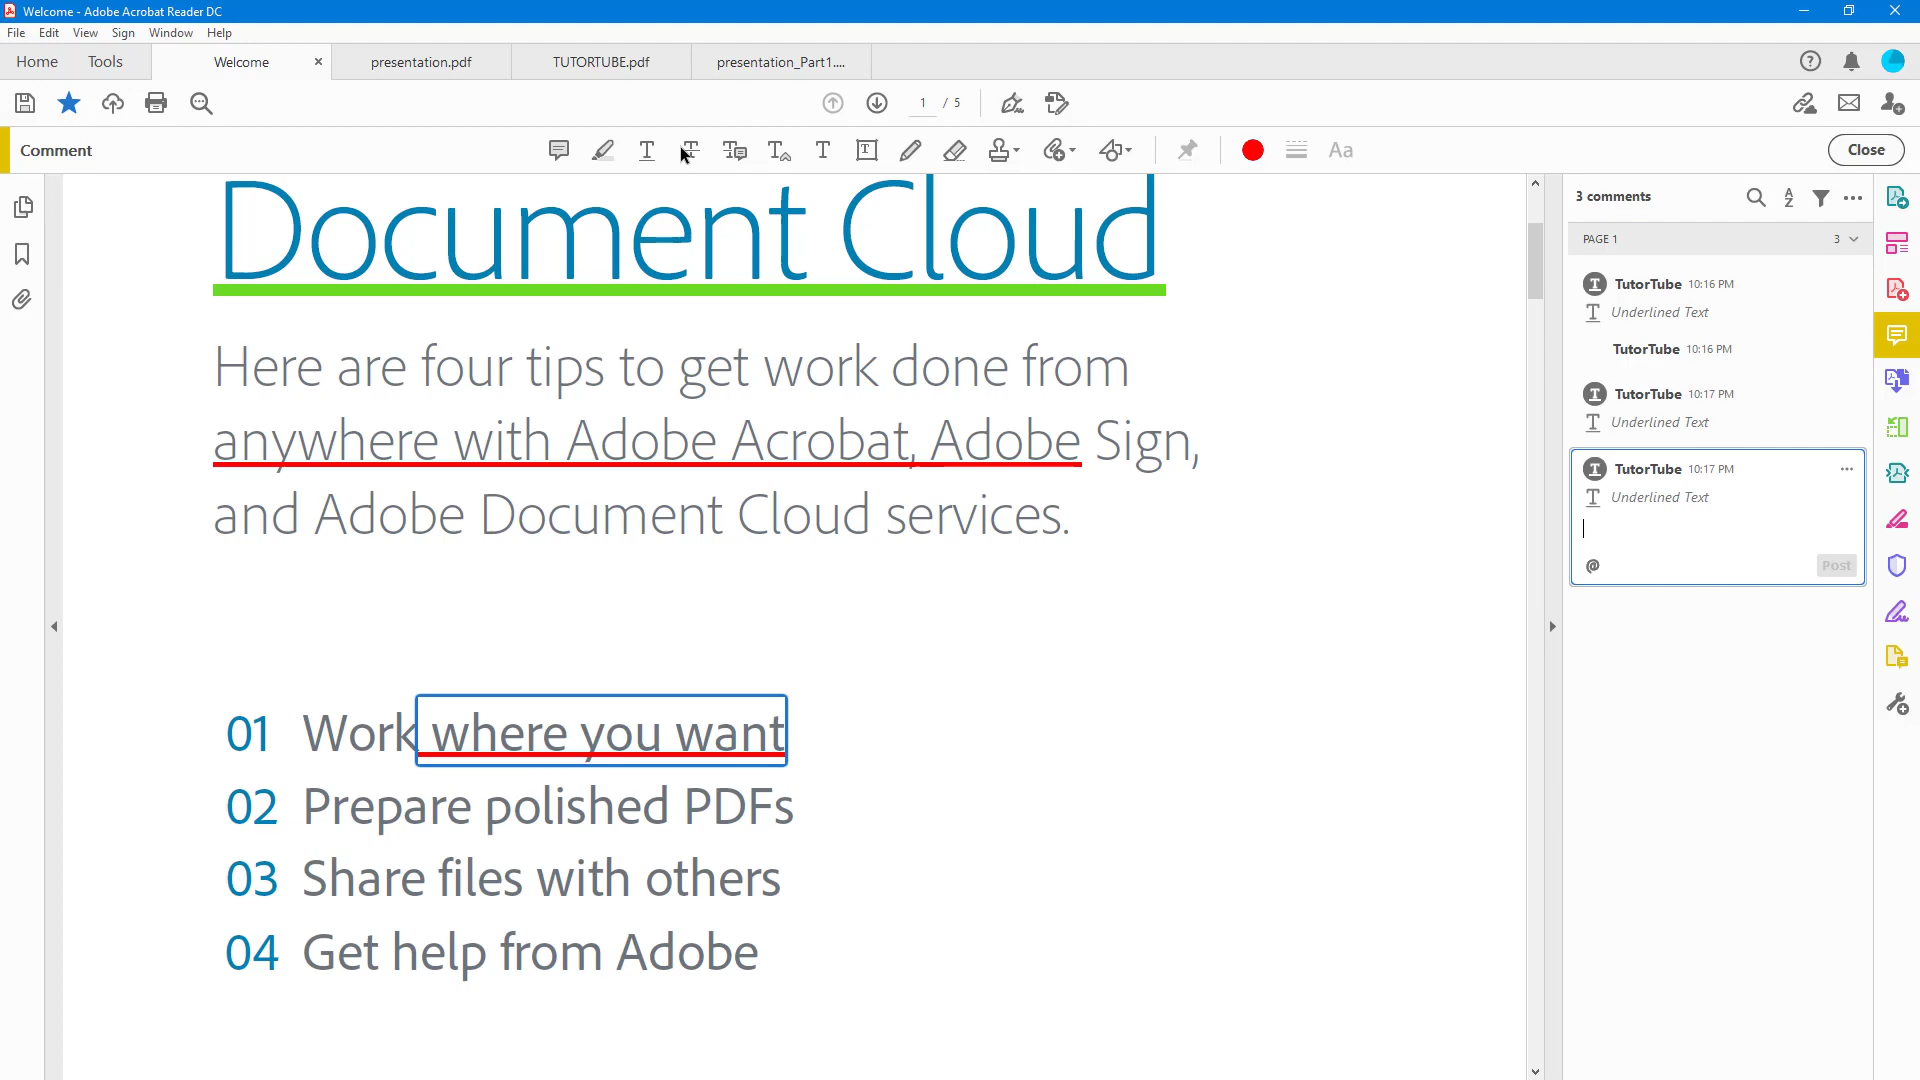 Welcome - Adobe Acrobat Reader DC
File Edit View Sign Window Help
Home Tools Welcome presentation.pdf TUTORTUBE.pdf presentation_Part1....
1 / 5
Comment Aa Close
Document Cloud
Here are four tips to get work done from
anywhere with Adobe Acrobat, Adobe Sign,
and Adobe Document Cloud services.
01 Work where you want
02 Prepare polished PDFs
03 Share files with others
04 Get help from Adobe
3 comments
PAGE 1 3
TutorTube 10:16 PM
Underlined Text
TutorTube 10:16 PM
TutorTube 10:17 PM
Underlined Text
TutorTube 10:17 PM
Underlined Text
@ Post